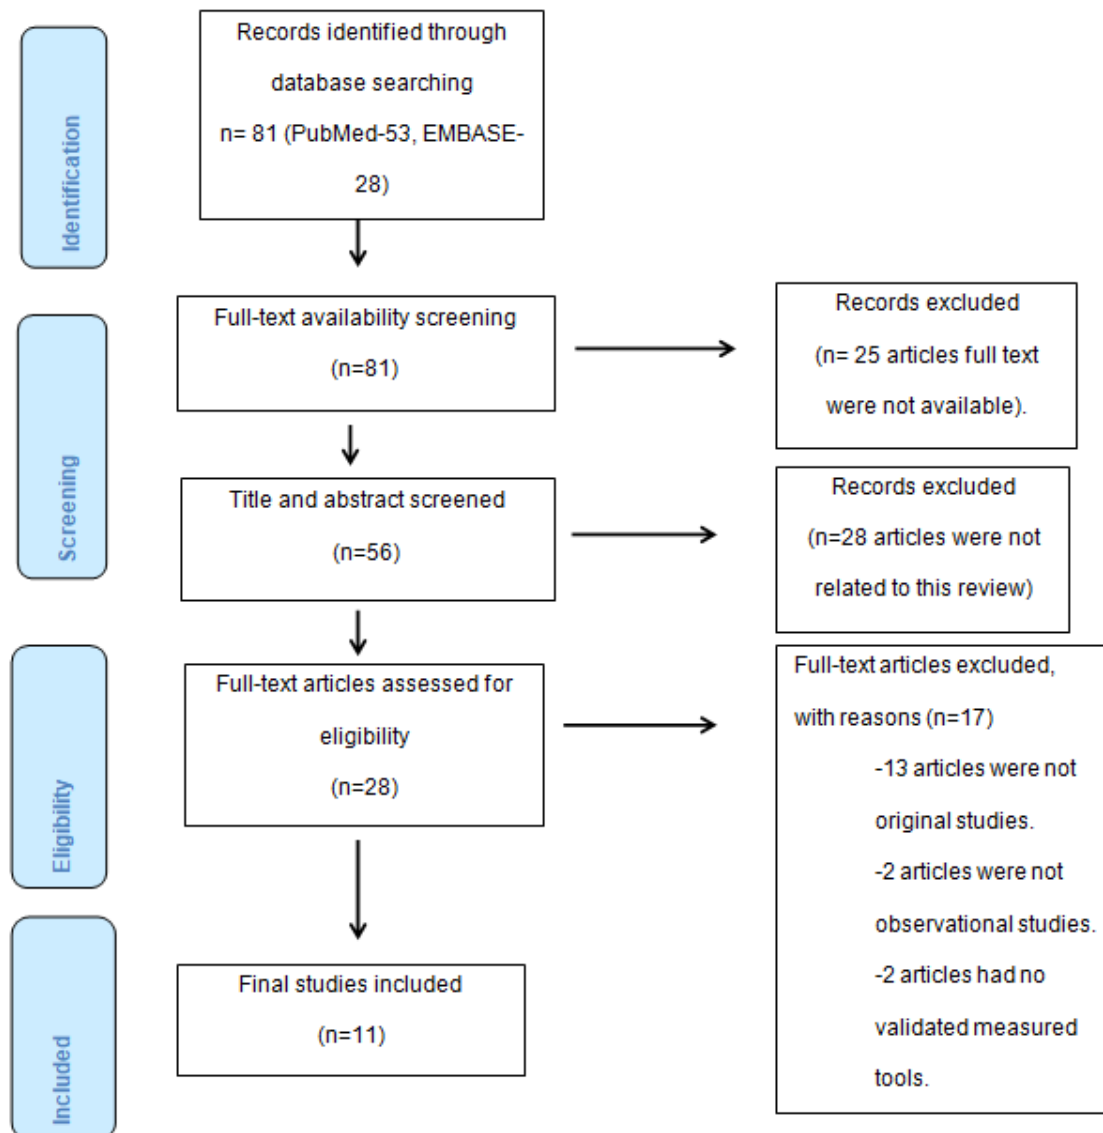 Identification
Records identified through
database searching
n= 81 (PubMed-53, EMBASE-
28)
Screening
Full-text availability screening
(n=81)
Records excluded
(n= 25 articles full text
were not available).
Title and abstract screened
(n=56)
Records excluded
(n=28 articles were not
related to this review)
Eligibility
Full-text articles assessed for
eligibility
(n=28)
Full-text articles excluded,
with reasons (n=17)
-13 articles were not
original studies.
-2 articles were not
observational studies.
-2 articles had no
validated measured
tools.
Included
Final studies included
(n=11)